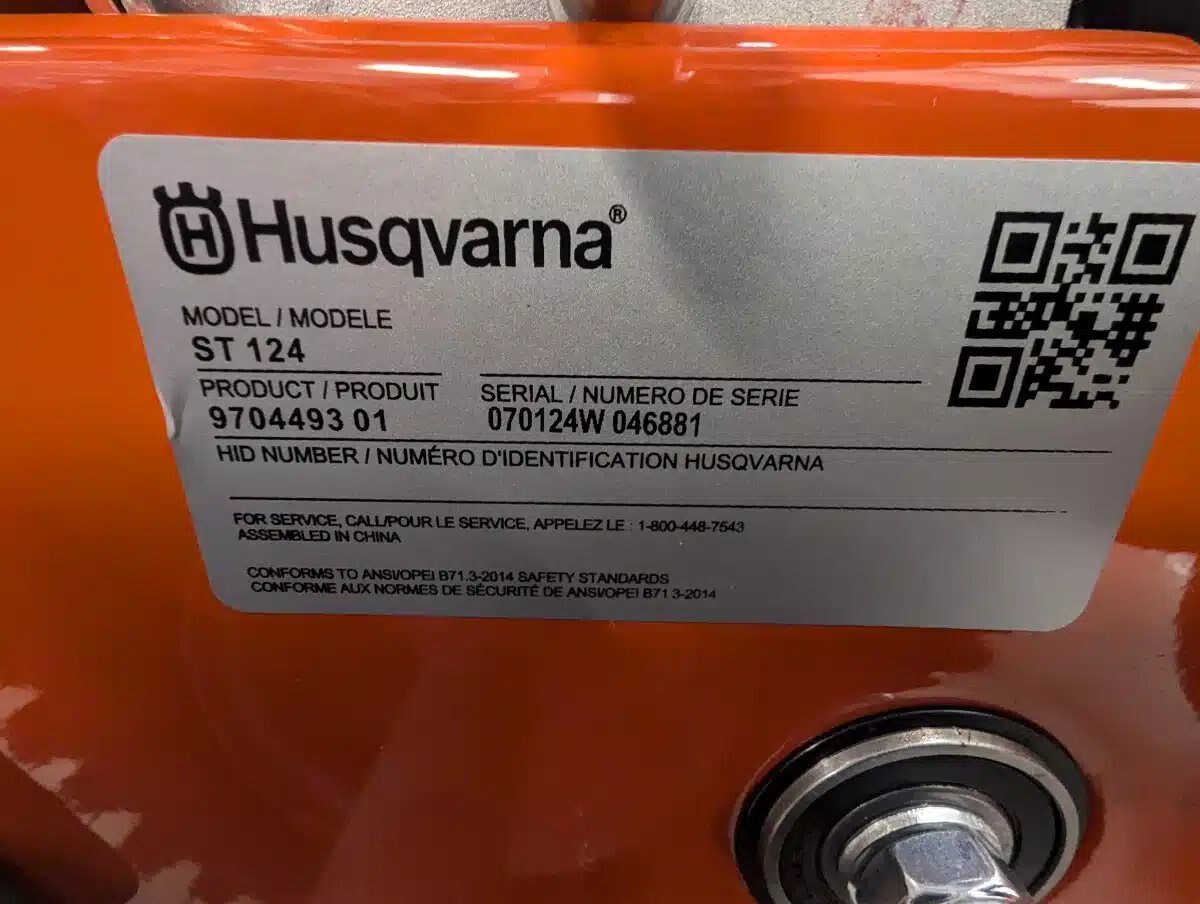 Husqvarna®
MODEL / MODELE
ST 124
PRODUCT / PRODUIT
9704493 01
SERIAL / NUMERO DE SERIE
070124W 046881
HID NUMBER / NUMÉRO D'IDENTIFICATION HUSQVARNA
FOR SERVICE, CALL/POUR LE SERVICE, APPELEZ LE : 1-800-448-7543
ASSEMBLED IN CHINA
CONFORMS TO ANSI/OPEI B71.3-2014 SAFETY STANDARDS
CONFORME AUX NORMES DE SÉCURITÉ DE ANSI/OPEI B71 3-2014